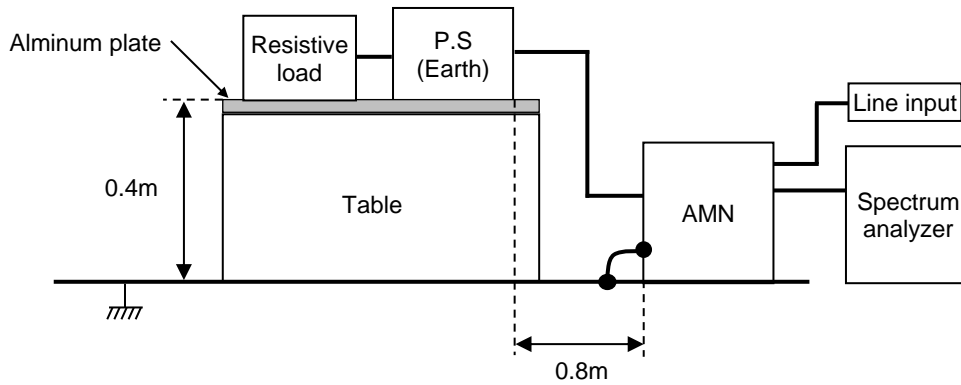 Alminum plate
Resistive
load
P.S
(Earth)
Line input
0.4m
Table
AMN
Spectrum
analyzer
0.8m